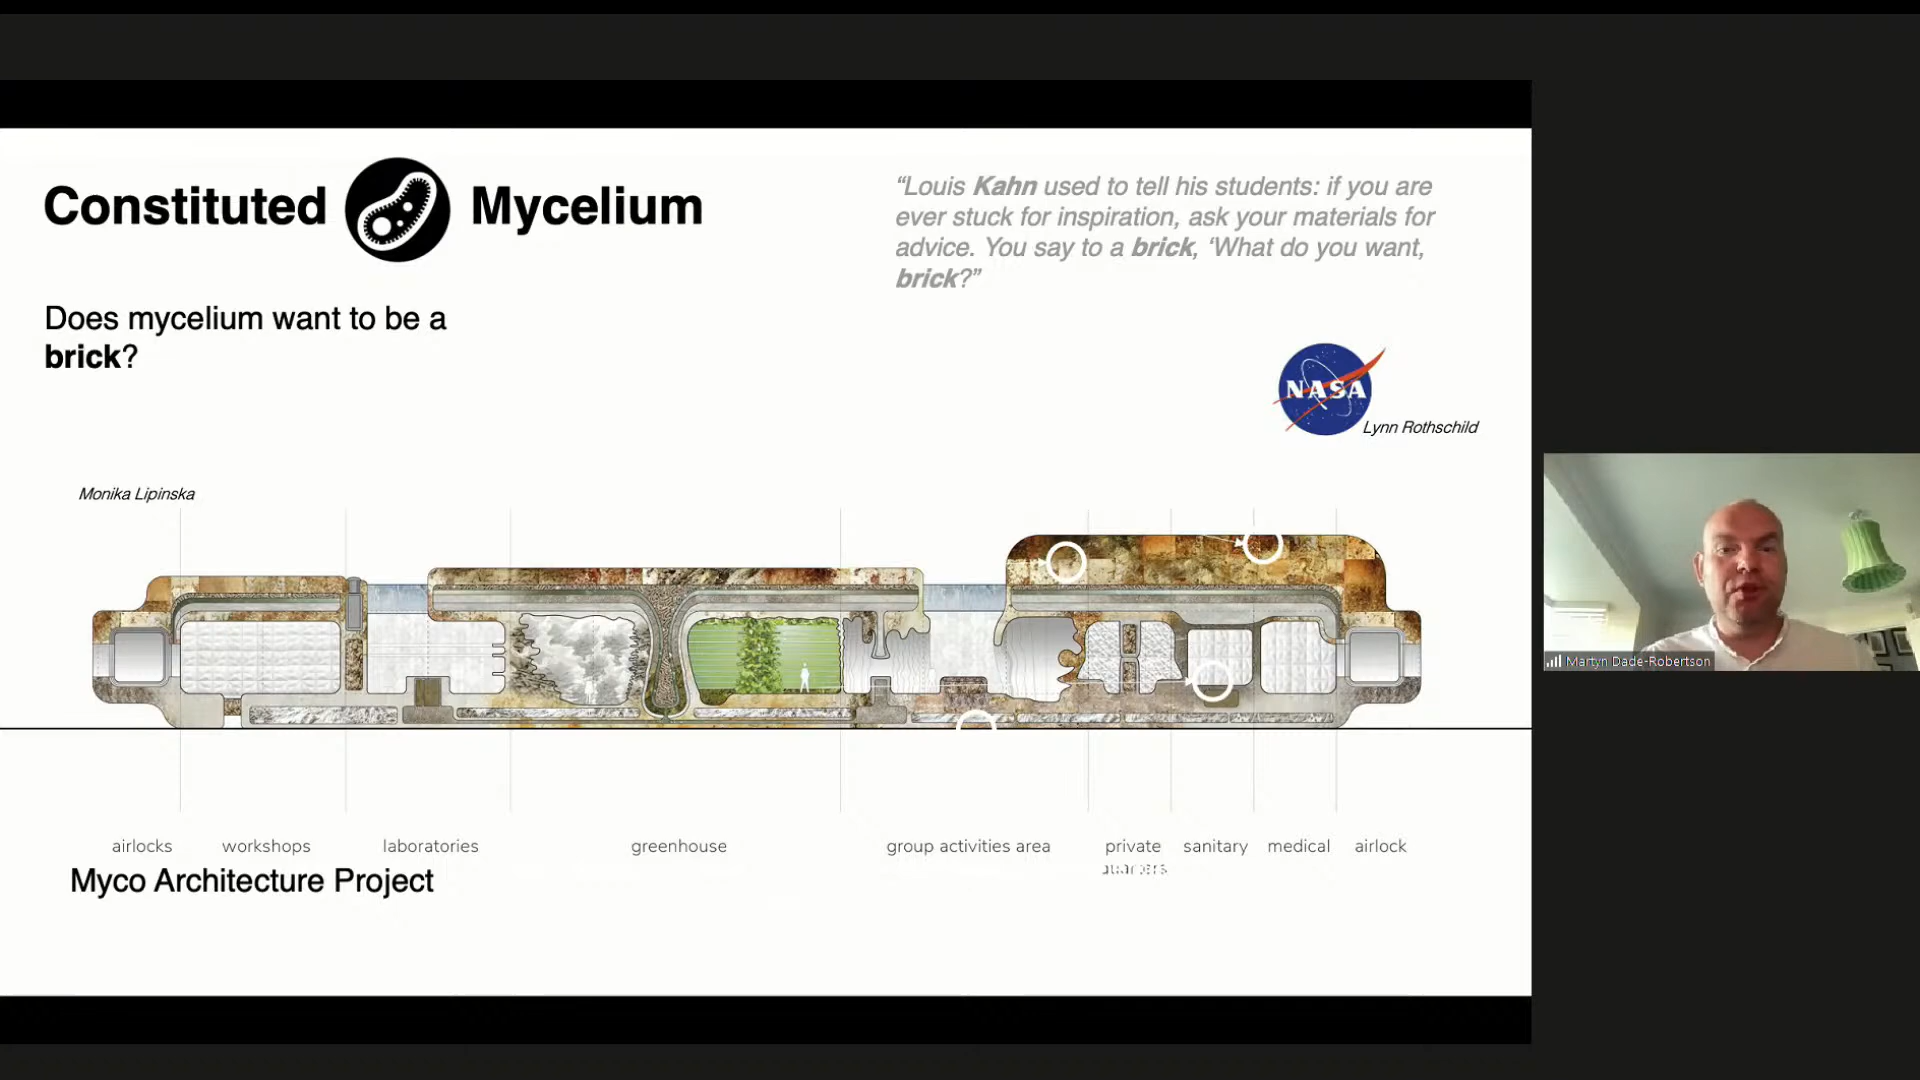 Constituted Mycelium
“Louis Kahn used to tell his students: if you are
ever stuck for inspiration, ask your materials for
advice. You say to a brick, ‘What do you want,
brick?”
Does mycelium want to be a
brick?
NASA
Lynn Rothschild
Monika Lipinska
Martyn Dade-Robertson
airlocks workshops laboratories greenhouse group activities area private sanitary medical airlock
quarters
Myco Architecture Project